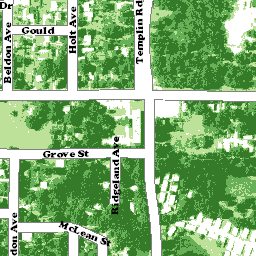 Dr
Gould
Beldon Ave
Holt Ave
Templin Rd
Grove St
Ridgeland Ave
McLean St
don Ave